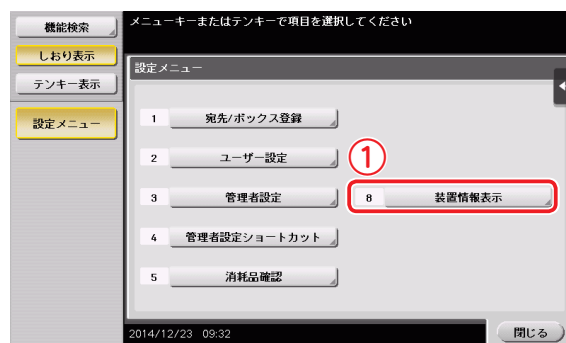 機能検索
しおり表示
テンキー表示
設定メニュー
メニューキーまたはテンキーで項目を選択してください
設定メニュー
1 宛先/ボックス登録
2 ユーザー設定
①
3 管理者設定
8 装置情報表示
4 管理者設定ショートカット
5 消耗品確認
2014/12/23 09:32
閉じる